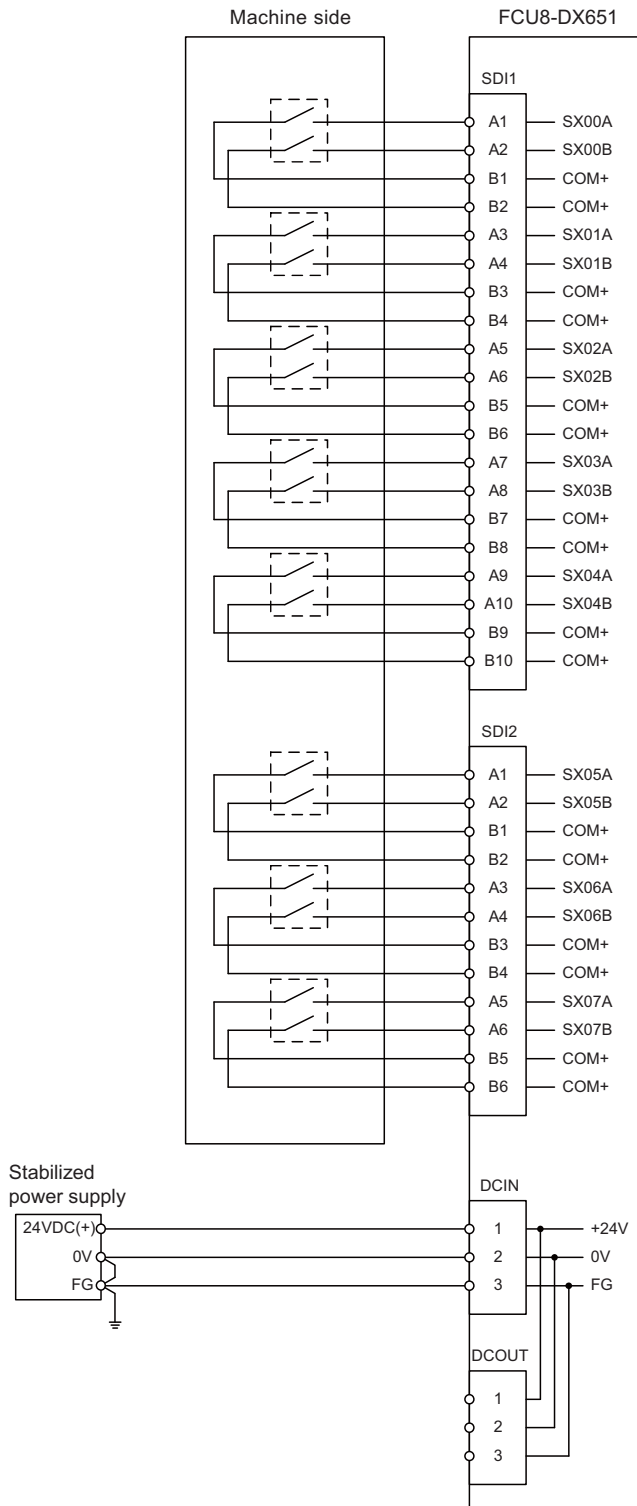 Machine side FCU8-DX651
SDI1
A1 SX00A
A2 SX00B
B1 COM+
B2 COM+
A3 SX01A
A4 SX01B
B3 COM+
B4 COM+
A5 SX02A
A6 SX02B
B5 COM+
B6 COM+
A7 SX03A
A8 SX03B
B7 COM+
B8 COM+
A9 SX04A
A10 SX04B
B9 COM+
B10 COM+
SDI2
A1 SX05A
A2 SX05B
B1 COM+
B2 COM+
A3 SX06A
A4 SX06B
B3 COM+
B4 COM+
A5 SX07A
A6 SX07B
B5 COM+
B6 COM+
Stabilized
power supply
DCIN
24VDC(+) 1 +24V
0V 2 0V
FG 3 FG
DCOUT
1
2
3